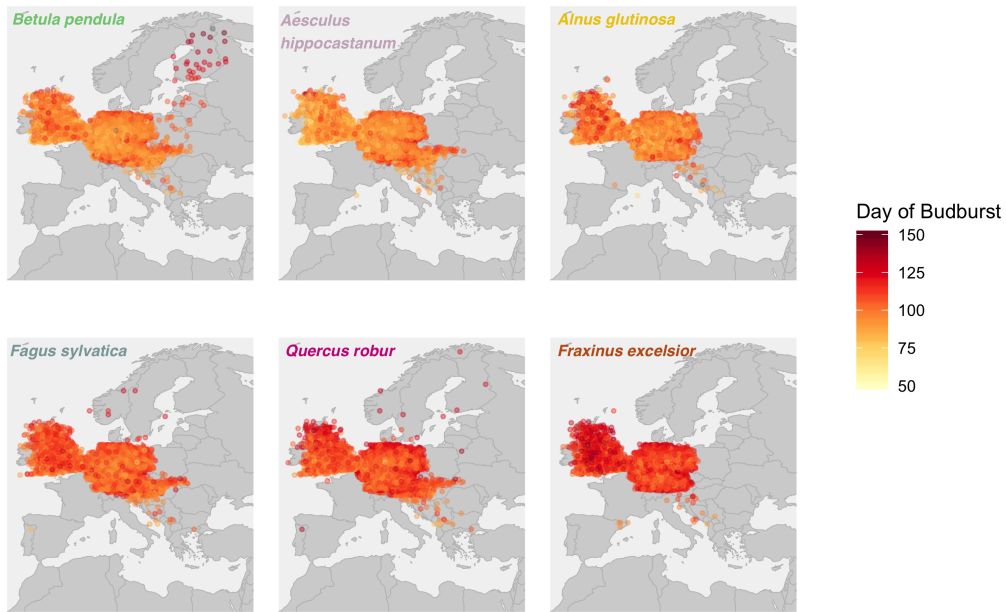 Betula pendula
Aesculus
hippocastanum
Alnus glutinosa
Day of Budburst
150
125
100
75
50
Fagus sylvatica
Quercus robur
Fraxinus excelsior